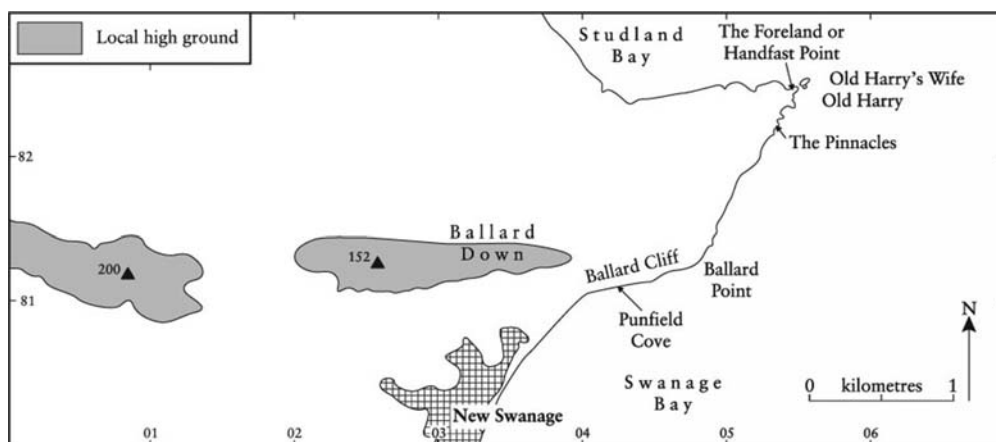 Local high ground
Studland
Bay
The Foreland or
Handfast Point
Old Harry's Wife
Old Harry
The Pinnacles
82
200
152
Ballard
Down
Ballard Cliff
Ballard
Point
81
Punfield
Cove
N
0 kilometres 1
Swanage
Bay
New Swanage
01
02
03
04
05
06